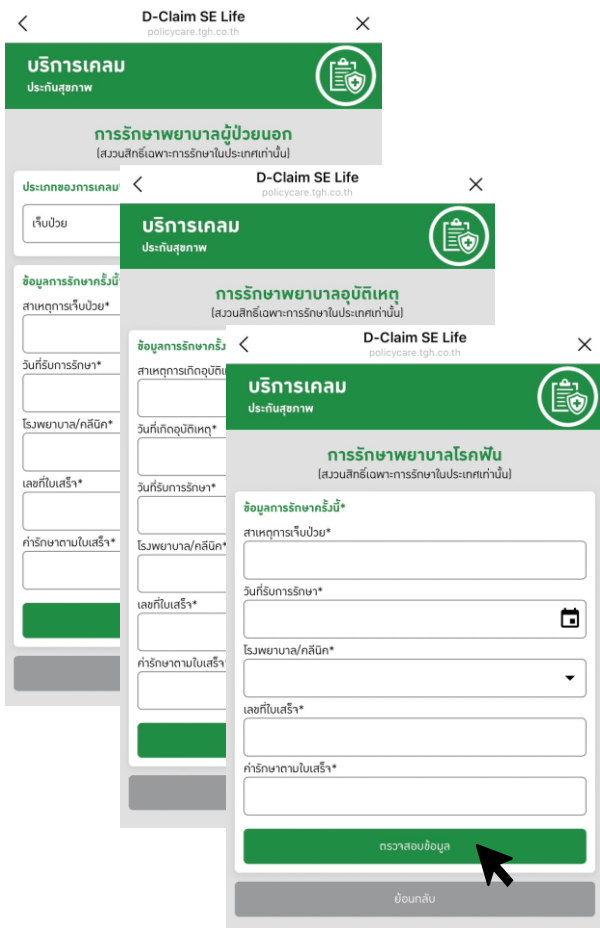 D-Claim SE Life
policycare.tgh.co.th
บริการเคลม
ประกันสุขภาพ
การรักษาพยาบาลผู้ป่วยนอก
(สงวนสิทธิ์เฉพาะการรักษาในประเทศเท่านั้น)
ประเภทของการเคลม
เจ็บป่วย
ข้อมูลการรักษาครั้งนี้
สาเหตุการเจ็บป่วย*
วันที่รับการรักษา*
โรงพยาบาล/คลีนิค*
เลขที่ใบเสร็จ*
ค่ารักษาตามใบเสร็จ*
D-Claim SE Life
policycare.tgh.co.th
บริการเคลม
ประกันสุขภาพ
การรักษาพยาบาลอุบัติเหตุ
(สงวนสิทธิ์เฉพาะการรักษาในประเทศเท่านั้น)
ข้อมูลการรักษาครั้ง
สาเหตุการเกิดอุบัติ
วันที่เกิดอุบัติเหตุ*
วันที่รับการรักษา*
โรงพยาบาล/คลีนิค*
เลขที่ใบเสร็จ*
ค่ารักษาตามใบเสร็จ
D-Claim SE Life
policycare.tgh.co.th
บริการเคลม
ประกันสุขภาพ
การรักษาพยาบาลโรคฟัน
(สงวนสิทธิ์เฉพาะการรักษาในประเทศเท่านั้น)
ข้อมูลการรักษาครั้งนี้*
สาเหตุการเจ็บป่วย*
วันที่รับการรักษา*
โรงพยาบาล/คลีนิค*
เลขที่ใบเสร็จ*
ค่ารักษาตามใบเสร็จ*
ตรวจสอบข้อมูล
ย้อนกลับ